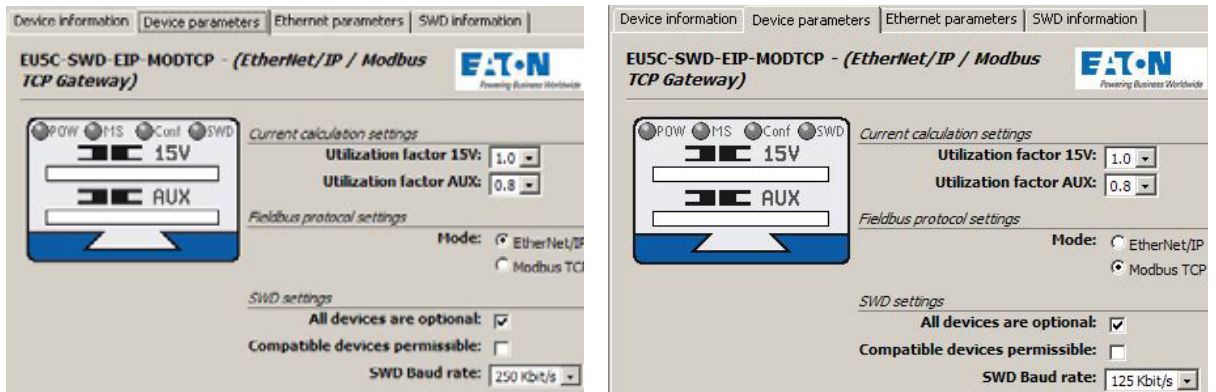 Device information Device parameters Ethernet parameters SWD information
EU5C-SWD-EIP-MODTCP - (EtherNet/IP / Modbus
TCP Gateway)
EATON
Powering Business Worldwide
POW MS Conf SWD
15V
AUX
Current calculation settings
Utilization factor 15V: 1.0
Utilization factor AUX: 0.8
Fieldbus protocol settings
Mode: EtherNet/IP
Modbus TC
SWD settings
All devices are optional:
Compatible devices permissible:
SWD Baud rate: 250 Kbit/s
Device information Device parameters Ethernet parameters SWD information
EU5C-SWD-EIP-MODTCP - (EtherNet/IP / Modbus
TCP Gateway)
EATON
Powering Business Worldwide
POW MS Conf SWD
15V
AUX
Current calculation settings
Utilization factor 15V: 1.0
Utilization factor AUX: 0.8
Fieldbus protocol settings
Mode: EtherNet/IP
Modbus TCP
SWD settings
All devices are optional:
Compatible devices permissible:
SWD Baud rate: 125 Kbit/s